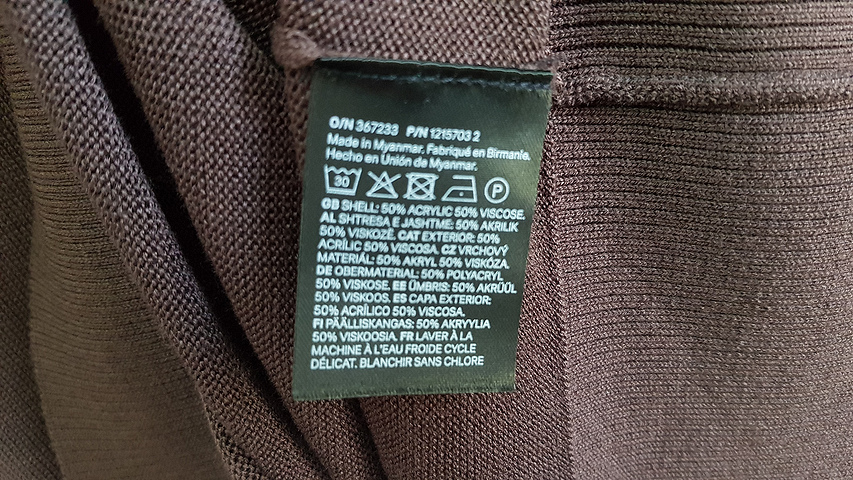 O/N 367233 P/N 1215703 2
Made in Myanmar. Fabriqué en Birmanie.
Hecho en Unión de Myanmar.
30 P
GB SHELL: 50% ACRYLIC 50% VISCOSE.
AL SHTRESA E JASHTME: 50% AKRILIK
50% VISKOZË. CAT EXTERIOR: 50%
ACRÍLIC 50% VISCOSA. CZ VRCHOVÝ
MATERIÁL: 50% AKRYL 50% VISKÓZA.
DE OBERMATERIAL: 50% POLYACRYL
50% VISKOSE. EE ÜMBRIS: 50% AKRÜÜL
50% VISKOOS. ES CAPA EXTERIOR:
50% ACRÍLICO 50% VISCOSA.
FI PÄÄLLISKANGAS: 50% AKRYYLIA
50% VISKOOSIA. FR LAVER À LA
MACHINE À L'EAU FROIDE CYCLE
DÉLICAT. BLANCHIR SANS CHLORE